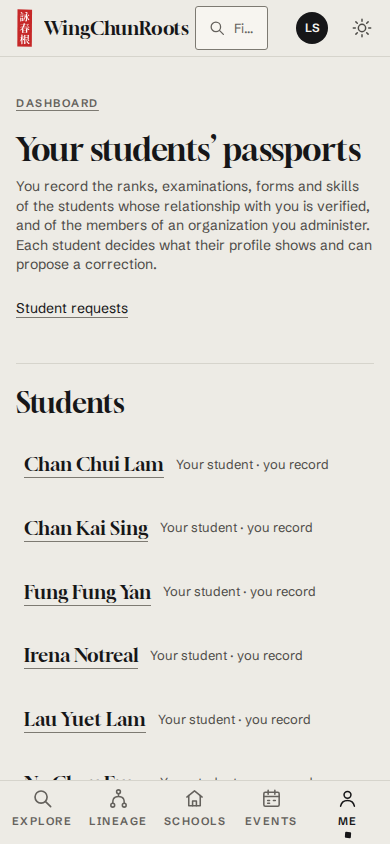 詠春根
WingChunRoots
Fi...
LS
DASHBOARD
Your students’ passports
You record the ranks, examinations, forms and skills
of the students whose relationship with you is verified,
and of the members of an organization you administer.
Each student decides what their profile shows and can
propose a correction.
Student requests
Students
Chan Chui Lam Your student · you record
Chan Kai Sing Your student · you record
Fung Fung Yan Your student · you record
Irena Notreal Your student · you record
Lau Yuet Lam Your student · you record
EXPLORE LINEAGE SCHOOLS EVENTS ME